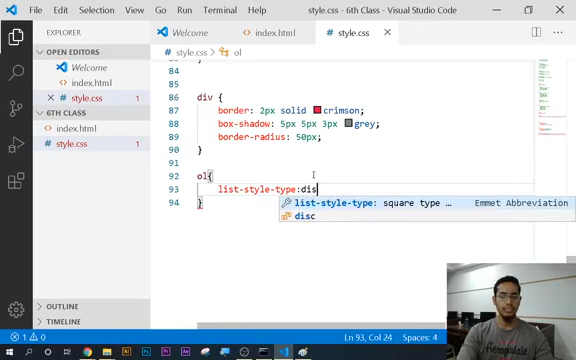 File Edit Selection View Go Run Terminal Help style.css - 6th Class - Visual Studio Code
EXPLORER
Welcome
index.html
style.css
style.css > ol
OPEN EDITORS
Welcome
index.html
style.css 1
6TH CLASS
index.html
style.css 1
OUTLINE
TIMELINE
84
85
86 div {
87 border: 2px solid crimson;
88 box-shadow: 5px 5px 3px grey;
89 border-radius: 50px;
90 }
91
92 ol{
93 list-style-type:dis
94 }
list-style-type: square type ... Emmet Abbreviation
disc
1 0
Ln 93, Col 24 Spaces: 4